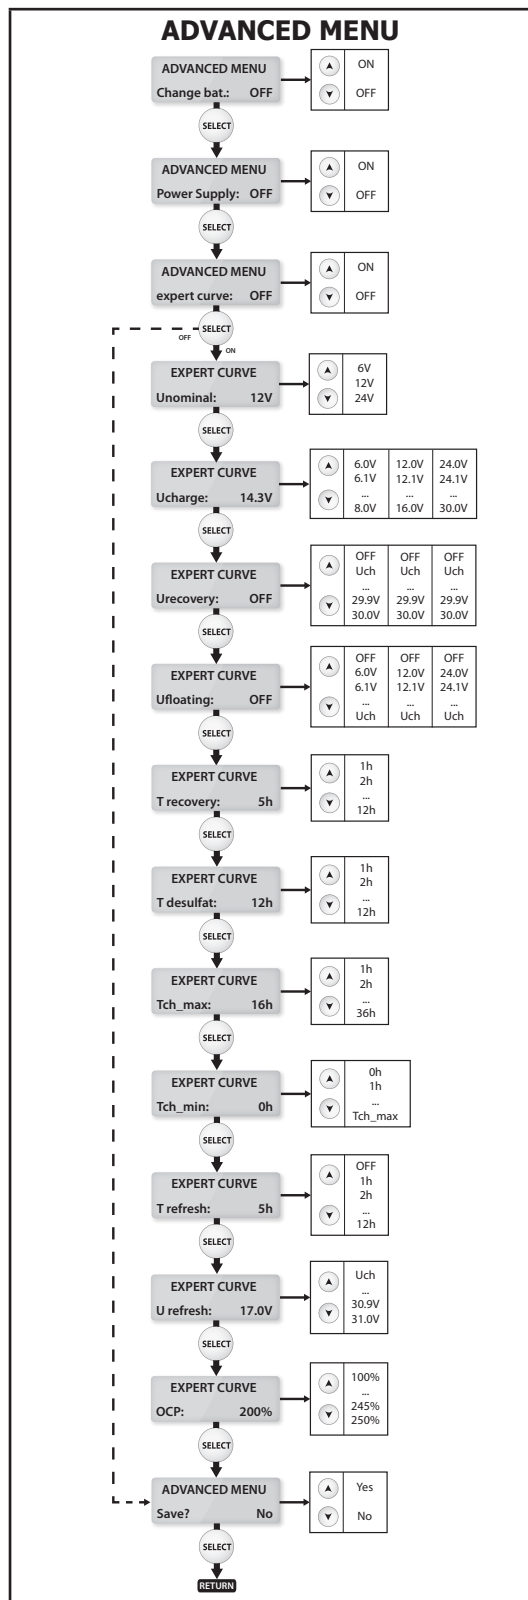 ADVANCED MENU
ADVANCED MENU
Change bat.: OFF
ON
OFF
SELECT
ADVANCED MENU
Power Supply: OFF
ON
OFF
SELECT
ADVANCED MENU
expert curve: OFF
ON
OFF
SELECT
OFF
ON
EXPERT CURVE
Unominal: 12V
6V
12V
24V
SELECT
EXPERT CURVE
Ucharge: 14.3V
6.0V 12.0V 24.0V
6.1V 12.1V 24.1V
... ... ...
8.0V 16.0V 30.0V
SELECT
EXPERT CURVE
Urecovery: OFF
OFF OFF OFF
Uch Uch Uch
... ... ...
29.9V 29.9V 29.9V
30.0V 30.0V 30.0V
SELECT
EXPERT CURVE
Ufloating: OFF
OFF OFF OFF
6.0V 12.0V 24.0V
6.1V 12.1V 24.1V
... ... ...
Uch Uch Uch
SELECT
EXPERT CURVE
T recovery: 5h
1h
2h
...
12h
SELECT
EXPERT CURVE
T desulfat: 12h
1h
2h
...
12h
SELECT
EXPERT CURVE
Tch_max: 16h
1h
2h
...
36h
SELECT
EXPERT CURVE
Tch_min: 0h
0h
1h
...
Tch_max
SELECT
EXPERT CURVE
T refresh: 5h
OFF
1h
2h
...
12h
SELECT
EXPERT CURVE
U refresh: 17.0V
Uch
...
30.9V
31.0V
SELECT
EXPERT CURVE
OCP: 200%
100%
...
245%
250%
SELECT
ADVANCED MENU
Save? No
Yes
No
SELECT
RETURN